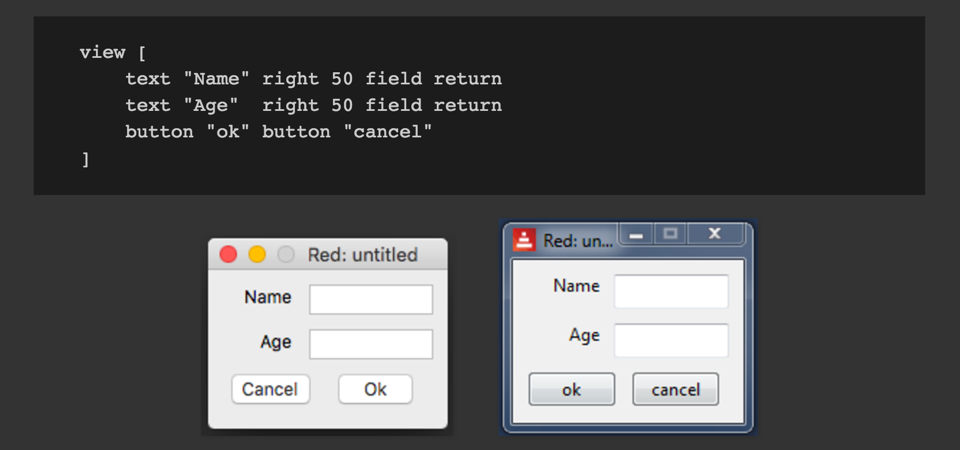 view [
    text "Name" right 50 field return
    text "Age"  right 50 field return
    button "ok" button "cancel"
]
Red: untitled
Name
Age
Cancel Ok
Red: un...
Name
Age
ok cancel